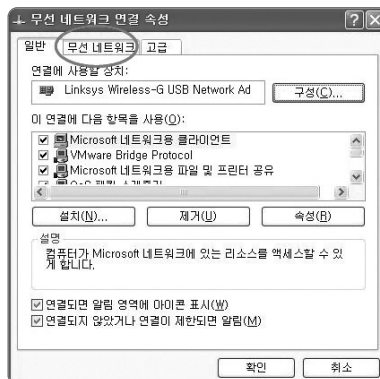 무선 네트워크 연결 속성
일반 무선 네트워크 고급
연결에 사용할 장치:
Linksys Wireless-G USB Network Ad 구성(C)...
이 연결에 다음 항목을 사용(O):
Microsoft 네트워크용 클라이언트
VMware Bridge Protocol
Microsoft 네트워크용 파일 및 프린터 공유
QoS 패킷 스케줄러
설치(N)... 제거(U) 속성(R)
설명
컴퓨터가 Microsoft 네트워크에 있는 리소스를 액세스할 수 있
게 합니다.
연결되면 알림 영역에 아이콘 표시(W)
연결되지 않았거나 연결이 제한되면 알림(M)
확인 취소